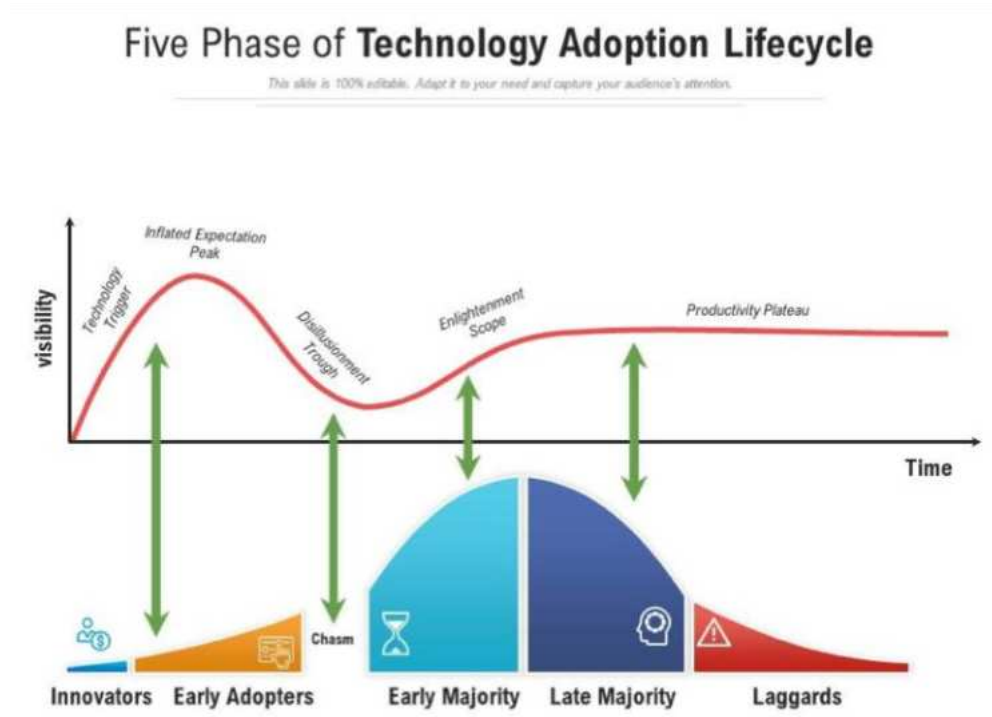 Five Phase of Technology Adoption Lifecycle
This slide is 100% editable. Adapt it to your need and capture your audience's attention.
visibility
Technology
Trigger
Inflated Expectation
Peak
Disillusionment
Trough
Enlightenment
Scope
Productivity Plateau
Time
Chasm
Innovators
Early Adopters
Early Majority
Late Majority
Laggards